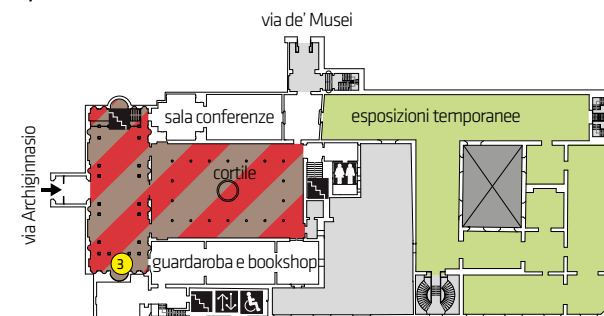 via de' Musei
sala conferenze
esposizioni temporanee
via Archiginnasio
cortile
3
guardaroba e bookshop